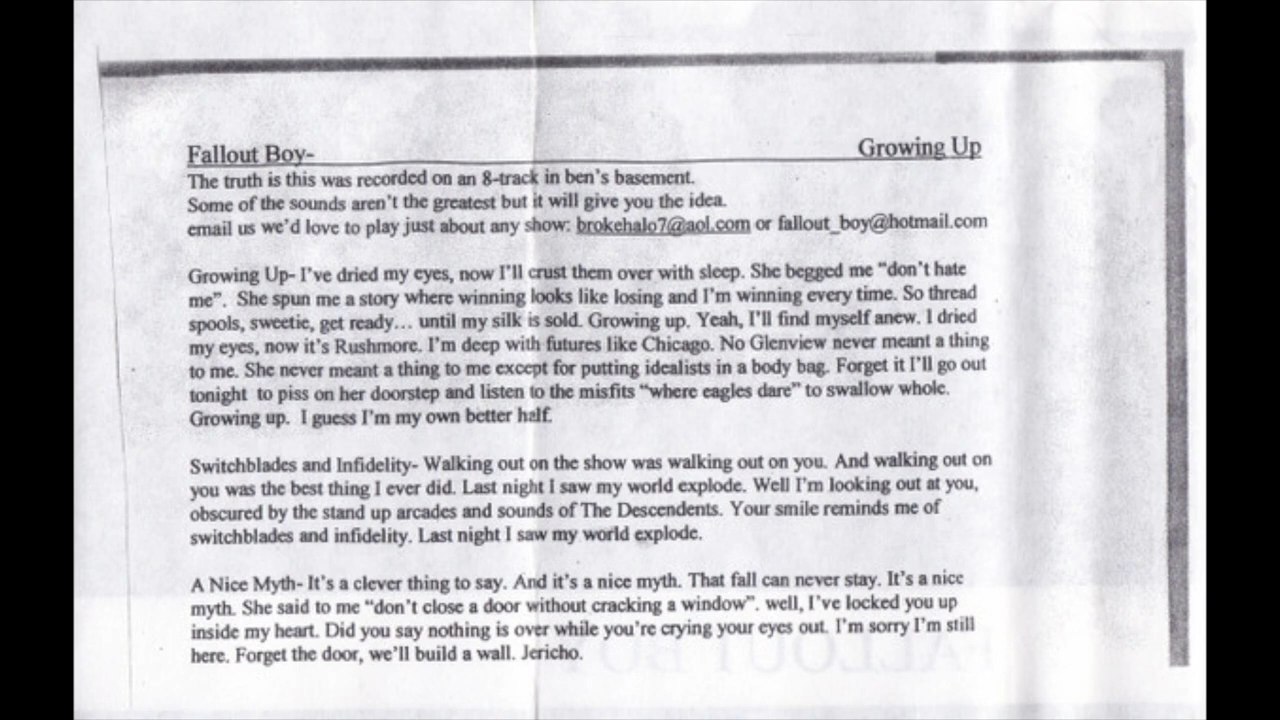 Fallout Boy- Growing Up
The truth is this was recorded on an 8-track in ben's basement.
Some of the sounds aren't the greatest but it will give you the idea.
email us we'd love to play just about any show: brokehalo7@aol.com or fallout_boy@hotmail.com
Growing Up- I've dried my eyes, now I'll crust them over with sleep. She begged me “don't hate
me”. She spun me a story where winning looks like losing and I'm winning every time. So thread
spools, sweetie, get ready… until my silk is sold. Growing up. Yeah, I'll find myself anew. I dried
my eyes, now it's Rushmore. I'm deep with futures like Chicago. No Glenview never meant a thing
to me. She never meant a thing to me except for putting idealists in a body bag. Forget it I'll go out
tonight to piss on her doorstep and listen to the misfits “where eagles dare” to swallow whole.
Growing up. I guess I'm my own better half.
Switchblades and Infidelity- Walking out on the show was walking out on you. And walking out on
you was the best thing I ever did. Last night I saw my world explode. Well I'm looking out at you,
obscured by the stand up arcades and sounds of The Descendents. Your smile reminds me of
switchblades and infidelity. Last night I saw my world explode.
A Nice Myth- It's a clever thing to say. And it's a nice myth. That fall can never stay. It's a nice
myth. She said to me “don't close a door without cracking a window”. well, I've locked you up
inside my heart. Did you say nothing is over while you're crying your eyes out. I'm sorry I'm still
here. Forget the door, we'll build a wall. Jericho.
FALLOUT BOY